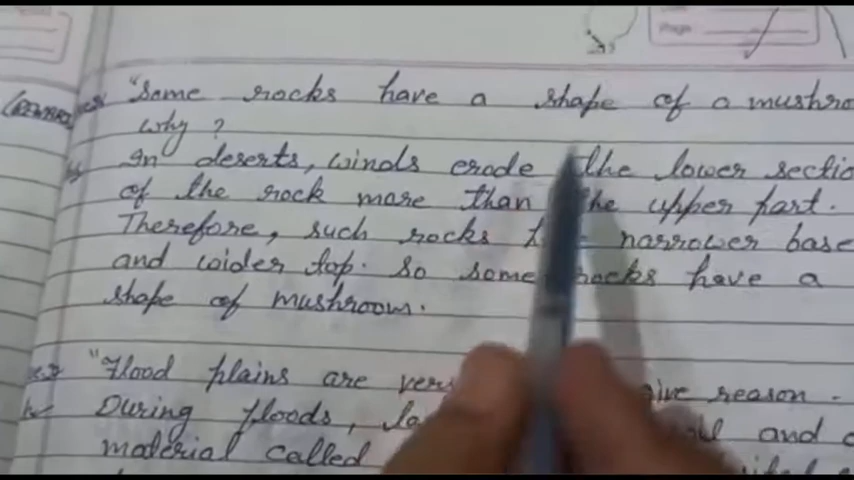 Page
"Some rocks have a shape of a mushro
why?
In deserts, winds erode the lower sectio
of the rock more than the upper part.
Therefore, such rocks narrower base
and wider top. So some rocks have a
shape of mushroom.
"Flood plains are very give reason.
During floods, and
material called